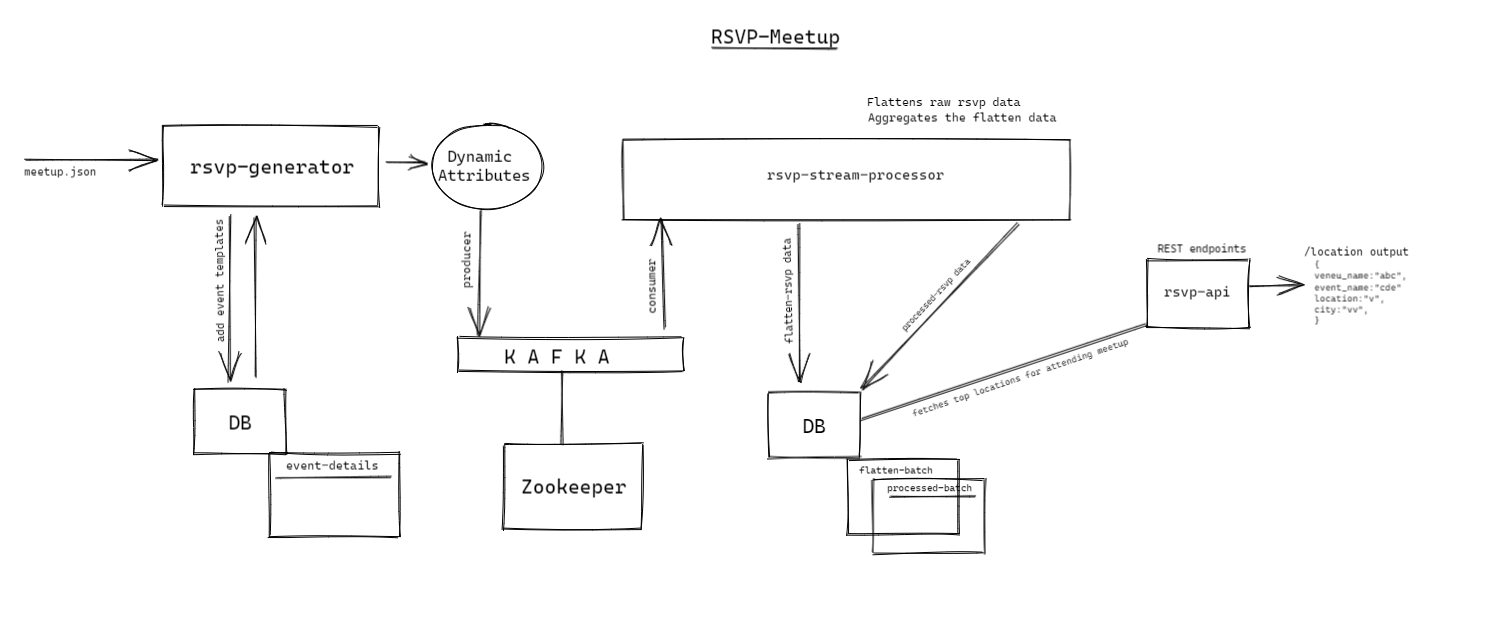 RSVP-Meetup
Flattens raw rsvp data
Aggregates the flatten data
meetup.json
rsvp-generator
Dynamic
Attributes
rsvp-stream-processor
add event templates
producer
consumer
flatten-rsvp data
processed-rsvp data
REST endpoints
rsvp-api
/location output
{
veneu_name:"abc",
event_name:"cde"
location:"v",
city:"vv",
}
fetches top locations for attending meetup
K A F K A
DB
event-details
Zookeeper
DB
flatten-batch
processed-batch